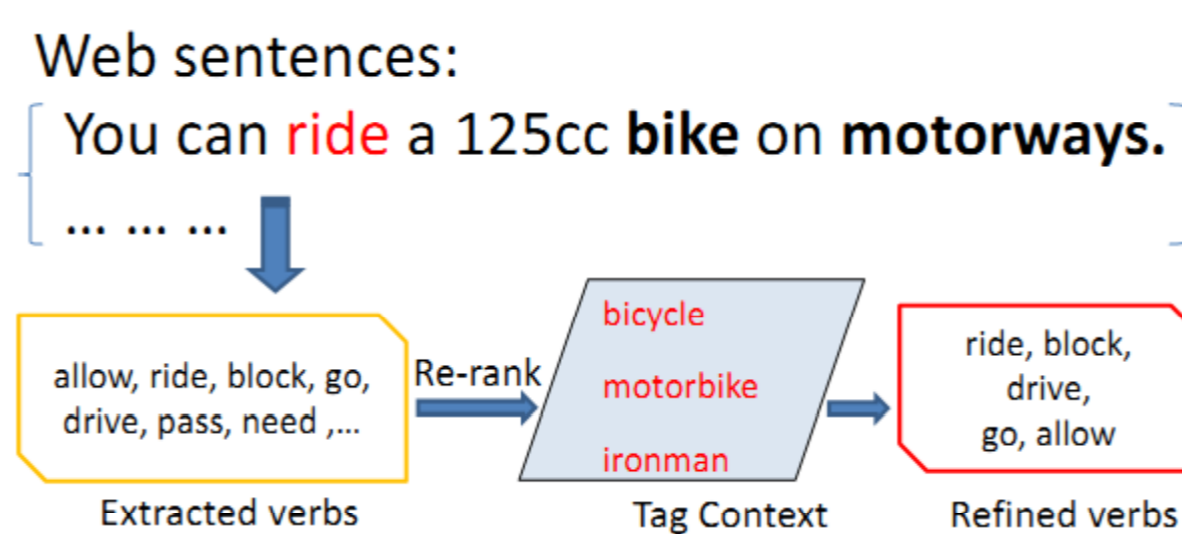 Web sentences:
You can ride a 125cc bike on motorways.
... ... ...
allow, ride, block, go,
drive, pass, need ,...
Extracted verbs
Re-rank
bicycle
motorbike
ironman
Tag Context
ride, block,
drive,
go, allow
Refined verbs